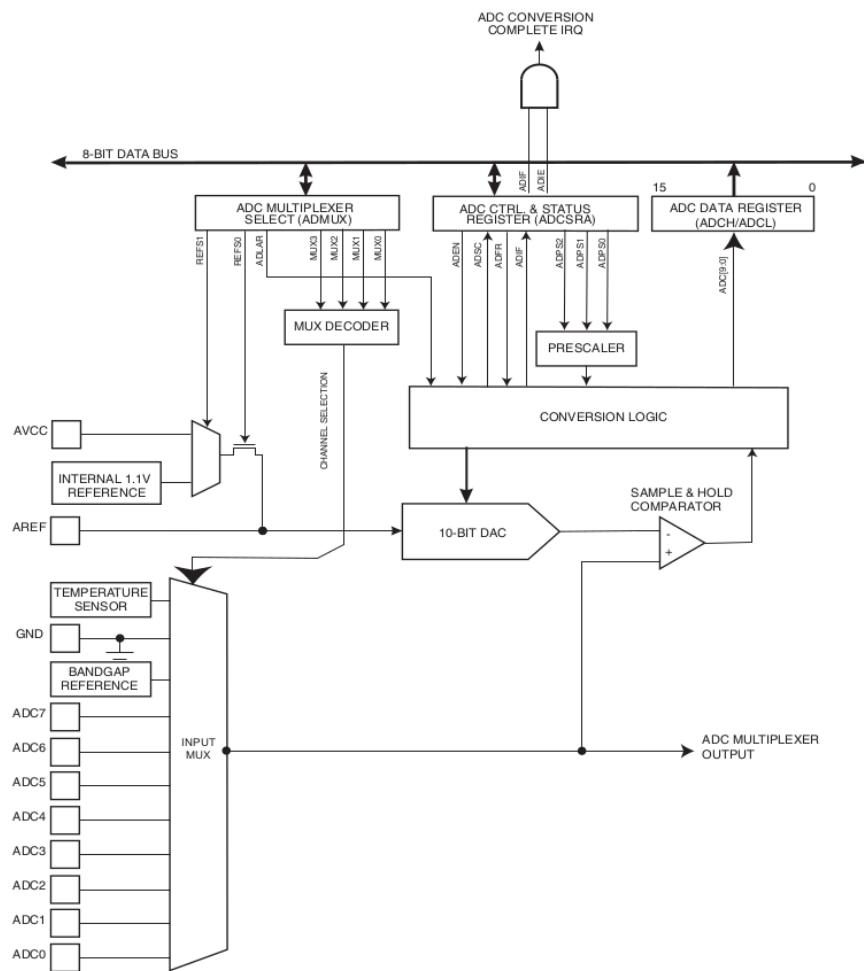 ADC CONVERSION
COMPLETE IRQ
8-BIT DATA BUS
ADIF
ADIE
15
0
ADC MULTIPLEXER
SELECT (ADMUX)
ADC CTRL. & STATUS
REGISTER (ADCSRA)
ADC DATA REGISTER
(ADCH/ADCL)
REFS1
REFS0
ADLAR
MUX3
MUX2
MUX1
MUX0
ADEN
ADSC
ADFR
ADIF
ADPS2
ADPS1
ADPS0
ADC[9:0]
MUX DECODER
PRESCALER
CHANNEL SELECTION
CONVERSION LOGIC
AVCC
INTERNAL 1.1V
REFERENCE
SAMPLE & HOLD
COMPARATOR
AREF
10-BIT DAC
-
+
TEMPERATURE
SENSOR
GND
BANDGAP
REFERENCE
ADC7
ADC6
ADC5
ADC4
ADC3
ADC2
ADC1
ADC0
INPUT
MUX
ADC MULTIPLEXER
OUTPUT